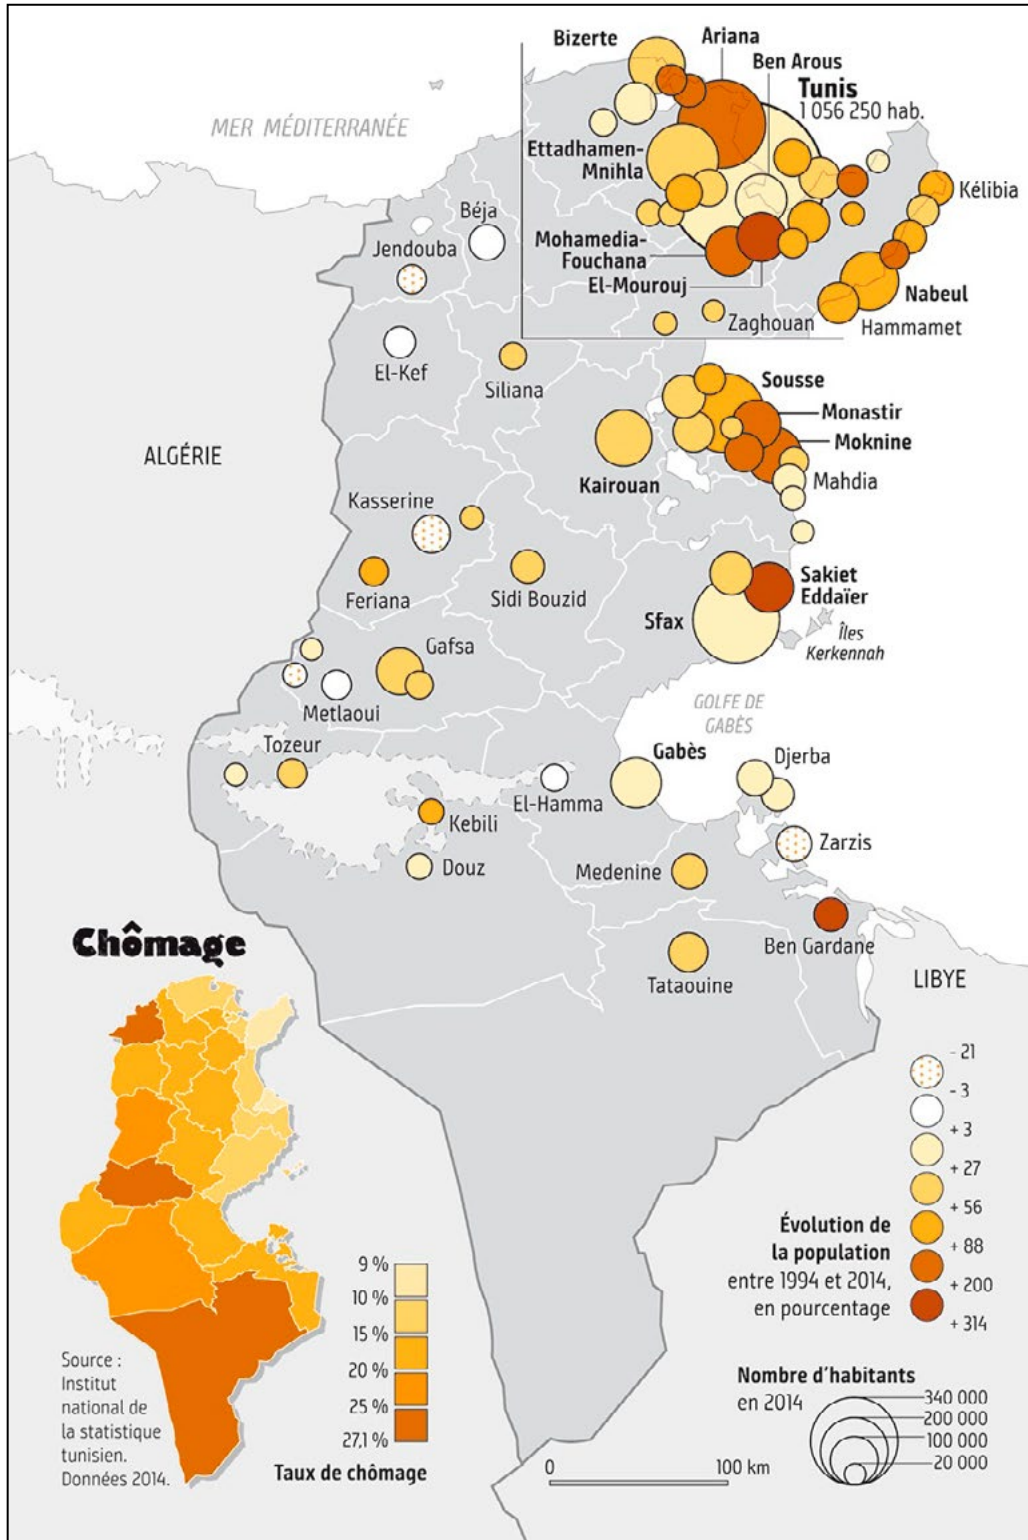 Bizerte
Ariana
Ben Arous
Tunis
1 056 250 hab.
MER MÉDITERRANÉE
Ettadhamen-
Mnihla
Kélibia
Béja
Jendouba
Mohamedia-
Fouchana
El-Mourouj
Nabeul
Hammamet
Zaghouan
El-Kef
Siliana
Sousse
Monastir
Moknine
ALGÉRIE
Kairouan
Mahdia
Kasserine
Feriana
Sidi Bouzid
Sakiet
Eddaïer
Sfax
Îles
Kerkennah
Gafsa
Metlaoui
GOLFE DE
GABÈS
Tozeur
Gabès
Djerba
El-Hamma
Kebili
Zarzis
Douz
Medenine
Ben Gardane
Tataouine
LIBYE
Chômage
9 %
10 %
15 %
20 %
25 %
27,1 %
Taux de chômage
Source :
Institut
national de
la statistique
tunisien.
Données 2014.
- 21
- 3
+ 3
+ 27
+ 56
+ 88
+ 200
+ 314
Évolution de
la population
entre 1994 et 2014,
en pourcentage
Nombre d'habitants
en 2014
340 000
200 000
100 000
20 000
0 100 km